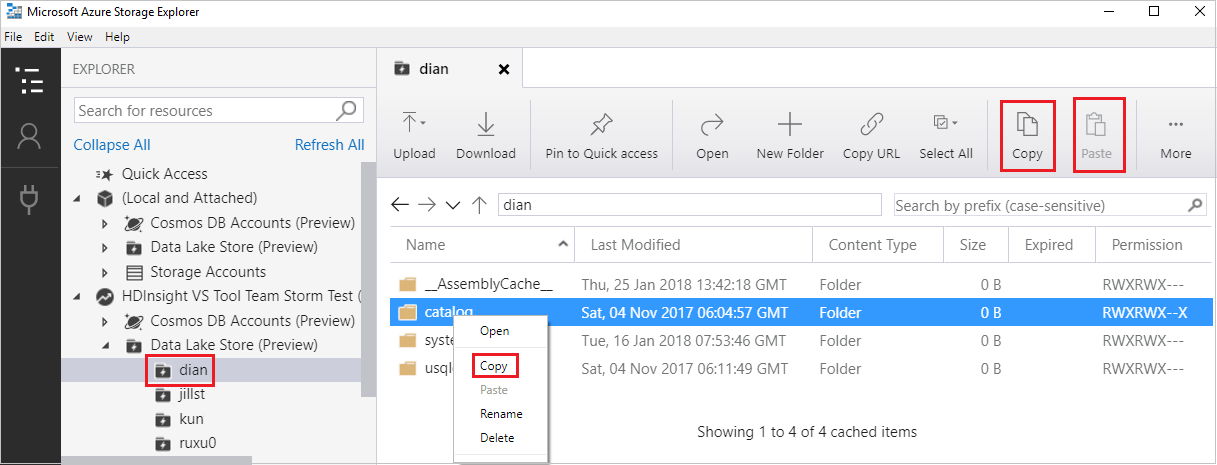 Microsoft Azure Storage Explorer
File Edit View Help
EXPLORER
Search for resources
Collapse All Refresh All
Quick Access
(Local and Attached)
Cosmos DB Accounts (Preview)
Data Lake Store (Preview)
Storage Accounts
HDInsight VS Tool Team Storm Test (
Cosmos DB Accounts (Preview)
Data Lake Store (Preview)
dian
jillst
kun
ruxu0
dian
Upload Download Pin to Quick access Open New Folder Copy URL Select All Copy Paste More
dian Search by prefix (case-sensitive)
Name Last Modified Content Type Size Expired Permission
__AssemblyCache__ Thu, 25 Jan 2018 13:42:18 GMT Folder 0 B RWXRWX---
catalog Sat, 04 Nov 2017 06:04:57 GMT Folder 0 B RWXRWX--X
syste Tue, 16 Jan 2018 07:53:46 GMT Folder 0 B RWXRWX---
usql Sat, 04 Nov 2017 06:11:49 GMT Folder 0 B RWXRWX---
Open
Copy
Paste
Rename
Delete
Showing 1 to 4 of 4 cached items